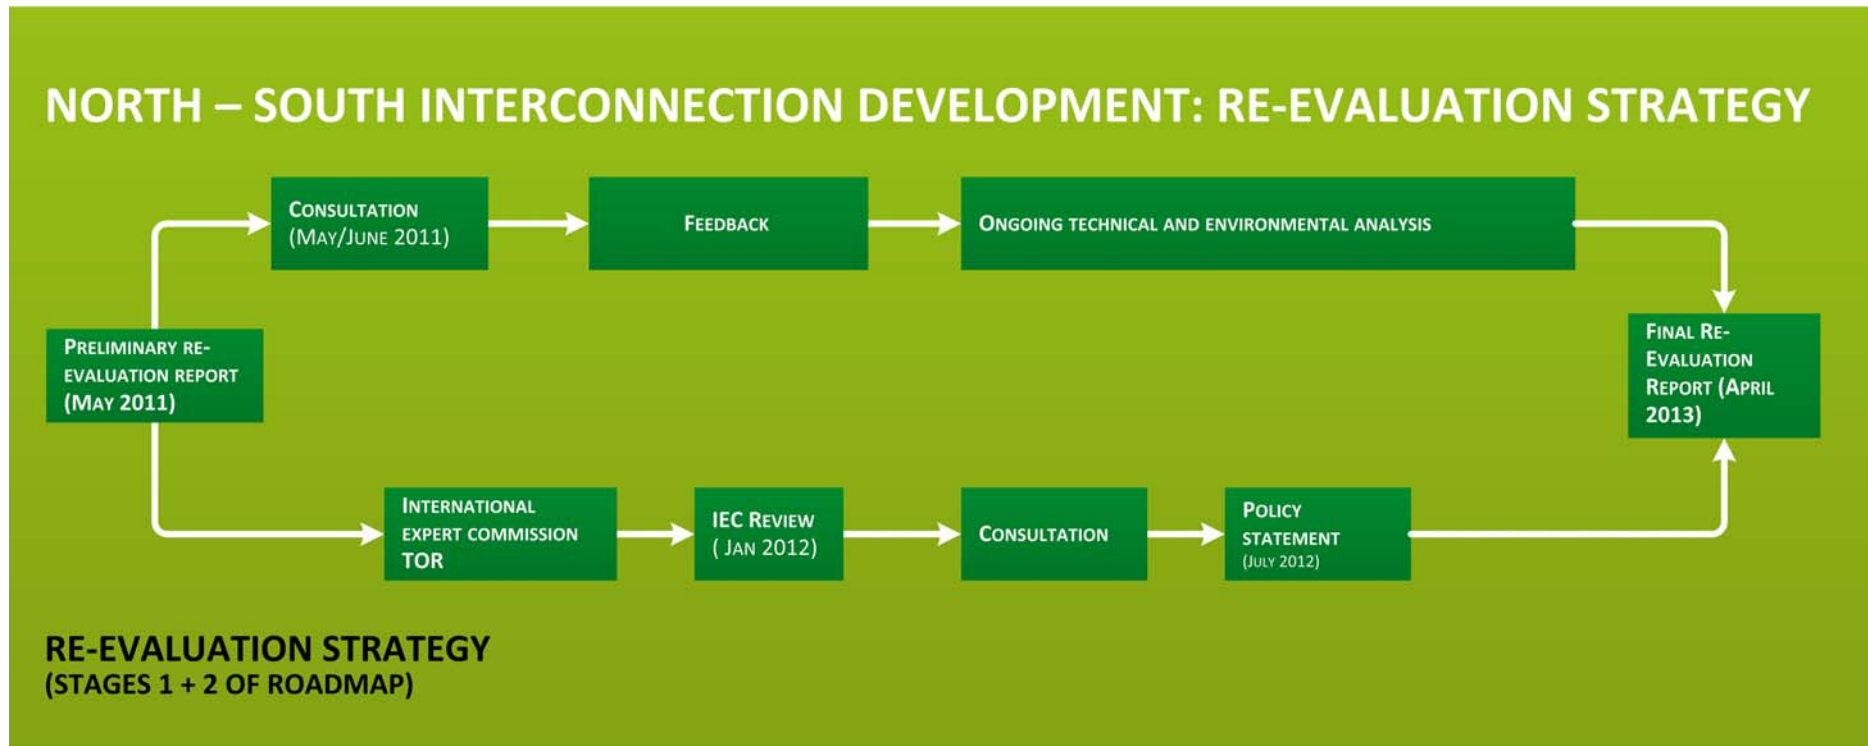 NORTH – SOUTH INTERCONNECTION DEVELOPMENT: RE-EVALUATION STRATEGY
CONSULTATION
(MAY/JUNE 2011)
FEEDBACK
ONGOING TECHNICAL AND ENVIRONMENTAL ANALYSIS
PRELIMINARY RE-
EVALUATION REPORT
(MAY 2011)
FINAL RE-
EVALUATION
REPORT (APRIL
2013)
INTERNATIONAL
EXPERT COMMISSION
TOR
IEC REVIEW
( JAN 2012)
CONSULTATION
POLICY
STATEMENT
(JULY 2012)
RE-EVALUATION STRATEGY
(STAGES 1 + 2 OF ROADMAP)